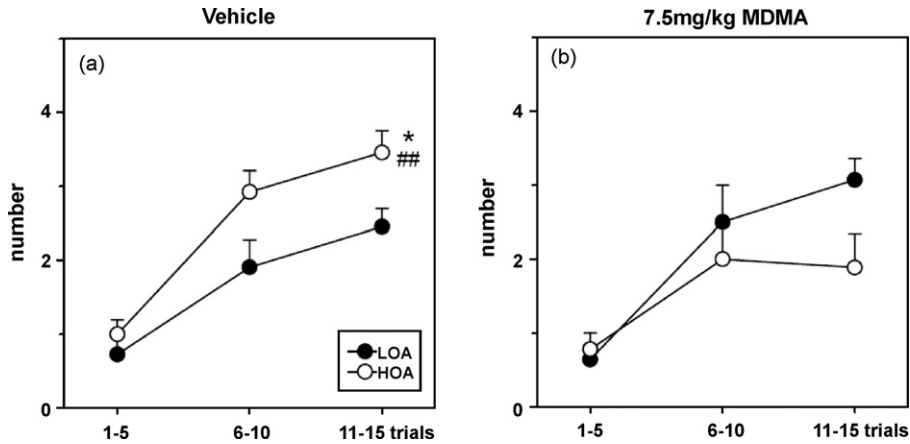 Vehicle
7.5mg/kg MDMA
(a)
(b)
number
4
2
0
*
##
LOA
HOA
1-5 6-10 11-15 trials
number
4
2
0
1-5 6-10 11-15 trials